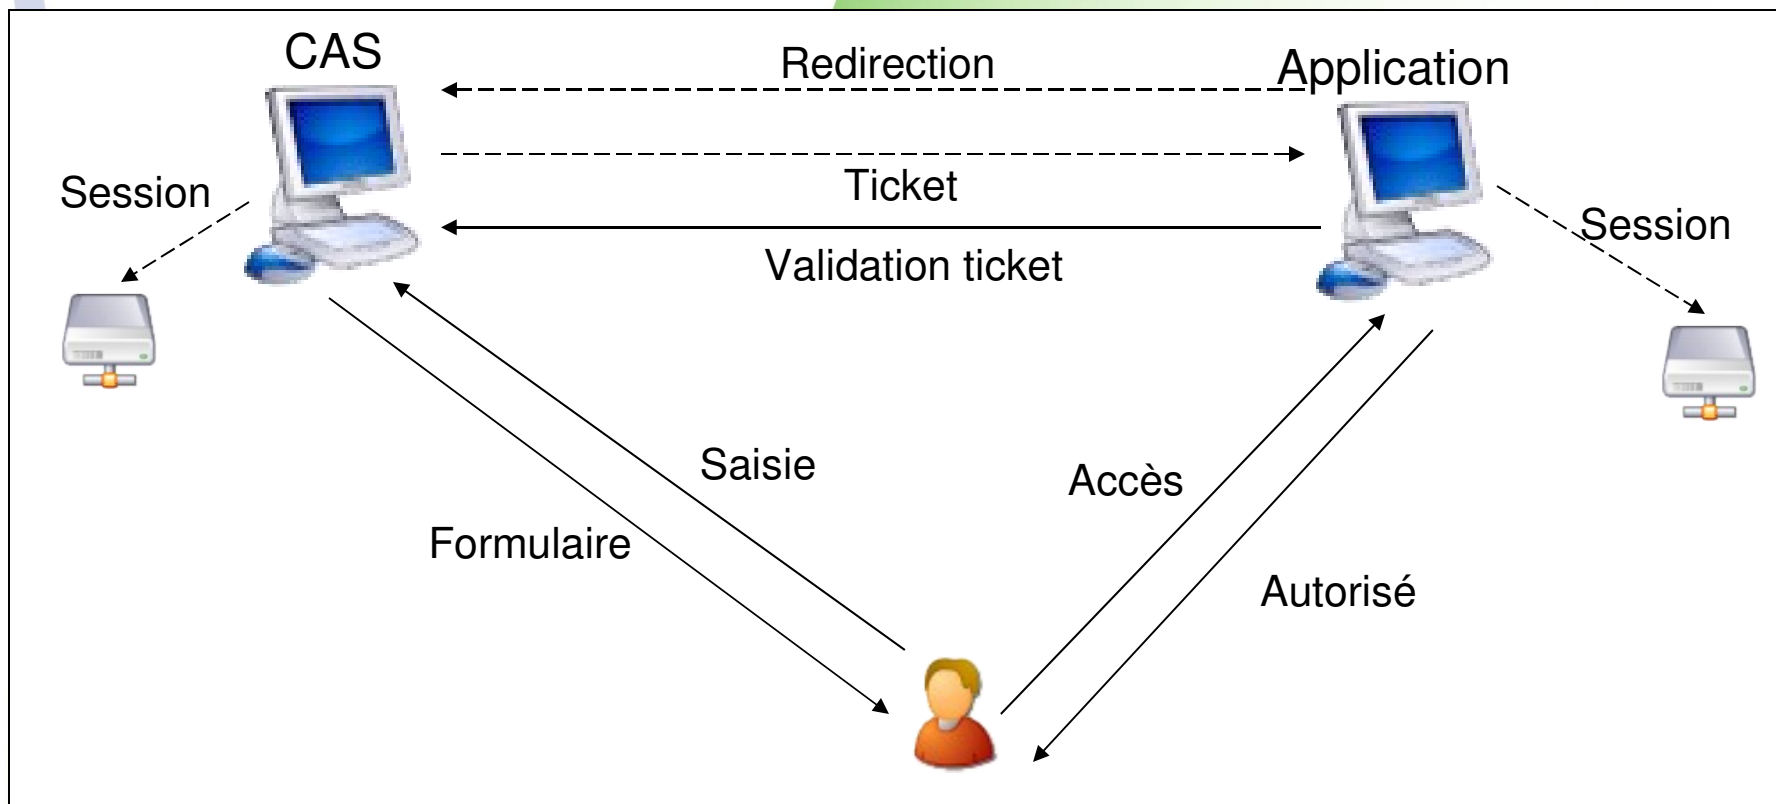 CAS
Redirection
Application
Session
Ticket
Session
Validation ticket
Saisie
Accès
Formulaire
Autorisé